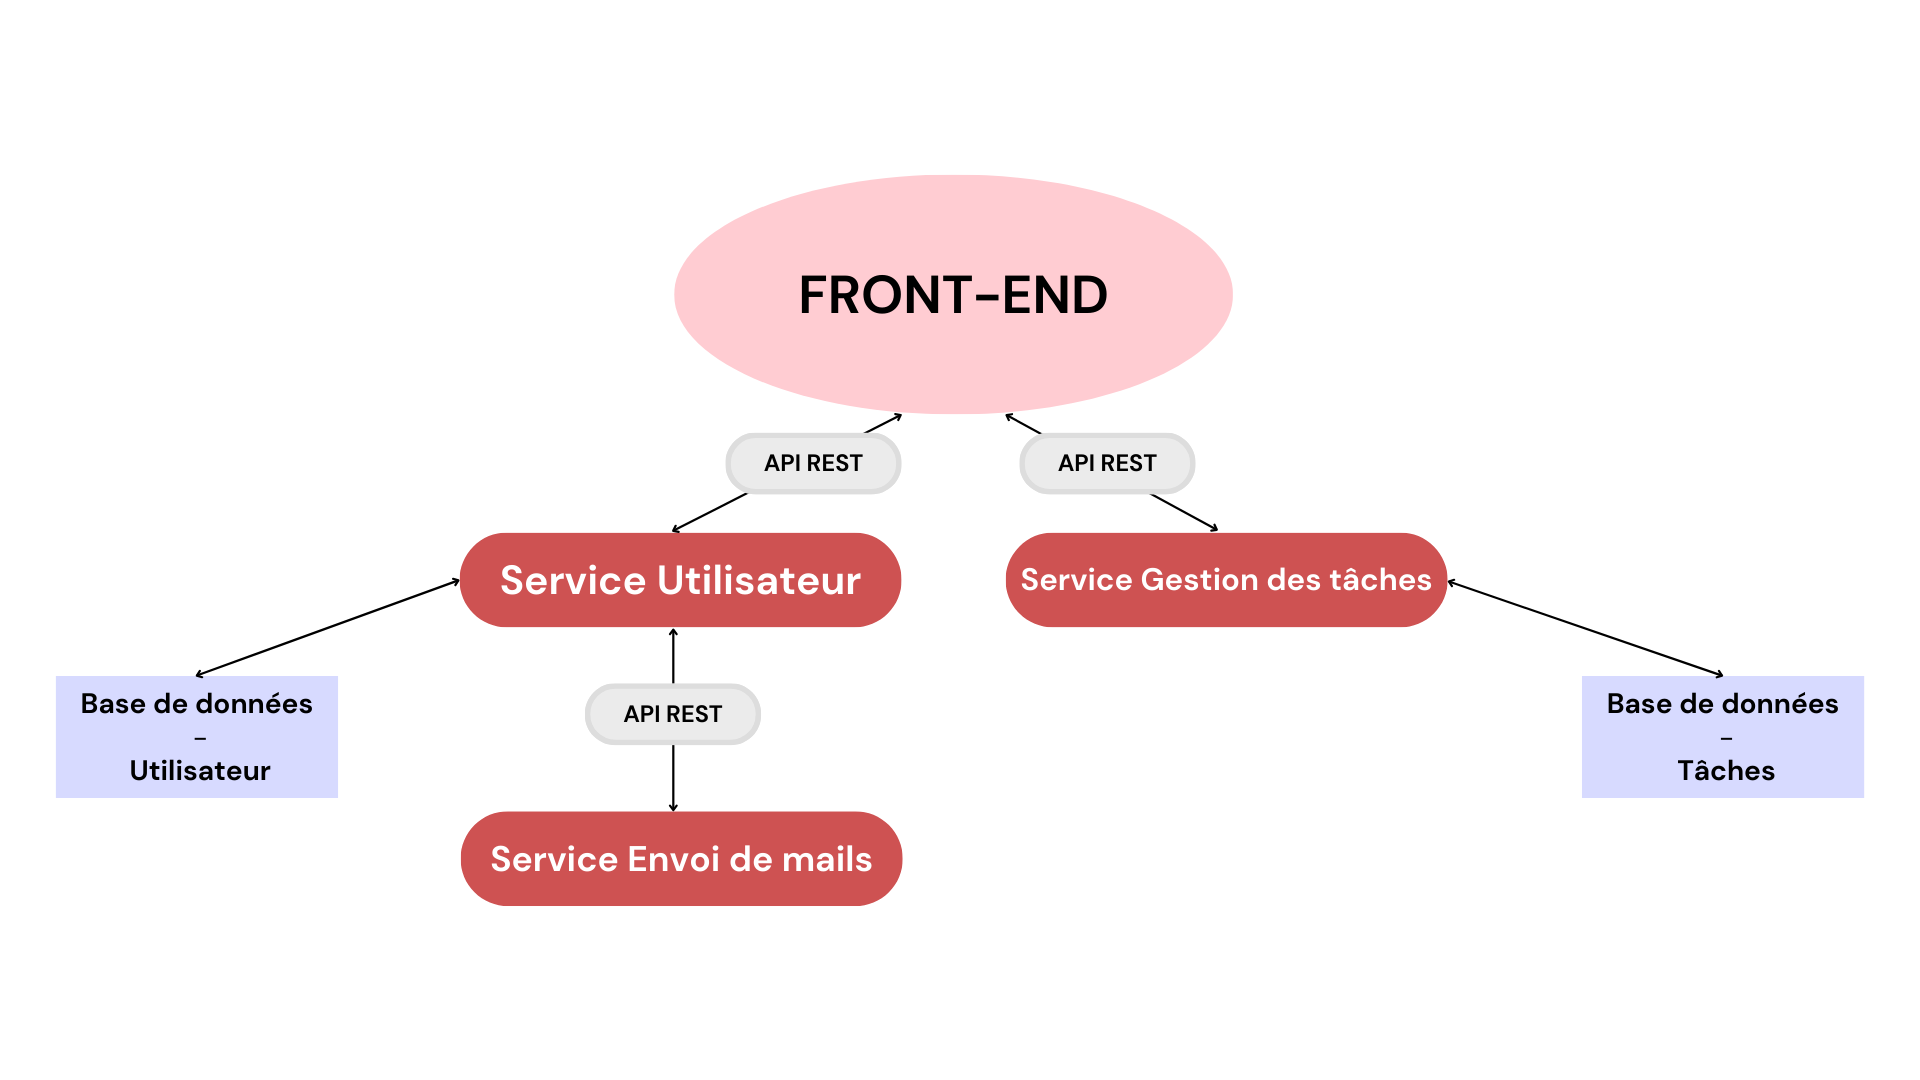 FRONT-END
API REST
API REST
Service Utilisateur
Service Gestion des tâches
Base de données
–
Utilisateur
API REST
Base de données
–
Tâches
Service Envoi de mails